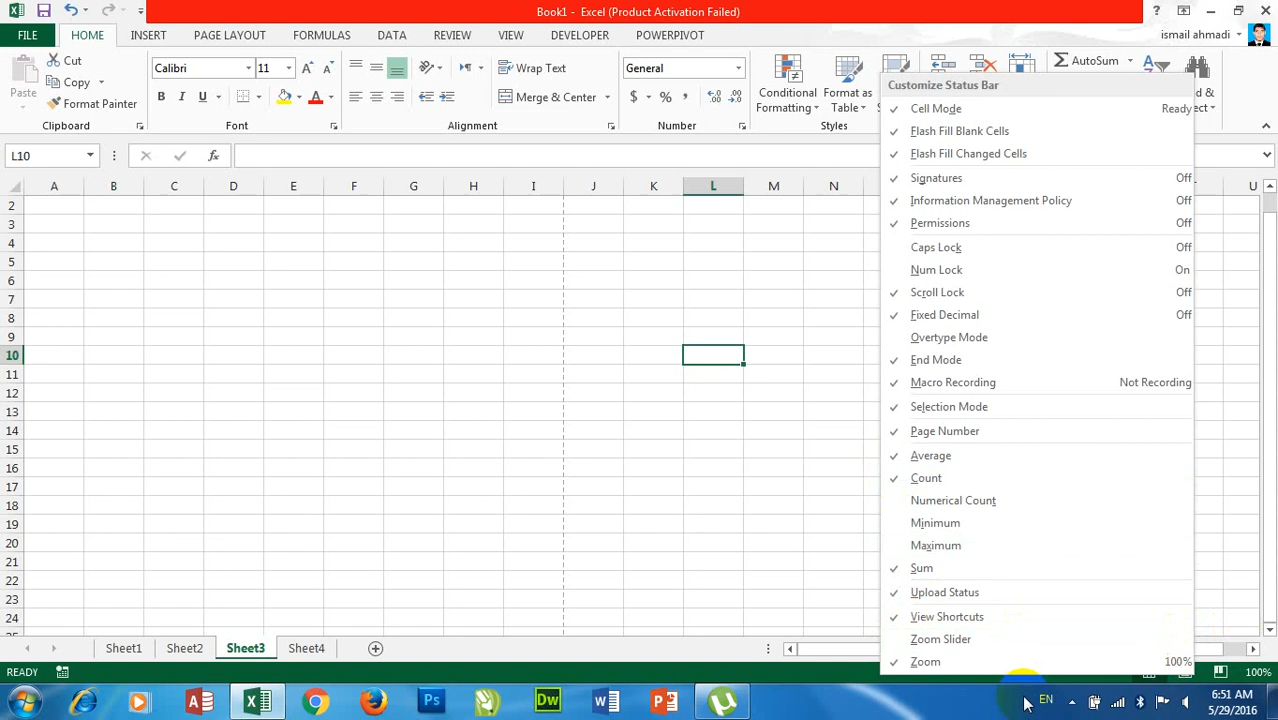 Book1 - Excel (Product Activation Failed)
FILE HOME INSERT PAGE LAYOUT FORMULAS DATA REVIEW VIEW DEVELOPER POWERPIVOT ismail ahmadi
Paste
Cut
Copy
Format Painter
Clipboard
Calibri 11
B I U
Font
Wrap Text
Merge & Center
Alignment
General
$ % ,
Number
Conditional Formatting
Format as Table
Styles
AutoSum
&
L10
A B C D E F G H I J K L M N U
2
3
4
5
6
7
8
9
10
11
12
13
14
15
16
17
18
19
20
21
22
23
24
Customize Status Bar
Cell Mode Ready
Flash Fill Blank Cells
Flash Fill Changed Cells
Signatures Off
Information Management Policy Off
Permissions Off
Caps Lock Off
Num Lock On
Scroll Lock Off
Fixed Decimal Off
Overtype Mode
End Mode
Macro Recording Not Recording
Selection Mode
Page Number
Average
Count
Numerical Count
Minimum
Maximum
Sum
Upload Status
View Shortcuts
Zoom Slider
Zoom 100%
Sheet1 Sheet2 Sheet3 Sheet4
READY 100%
Ps Dw EN 6:51 AM
5/29/2016